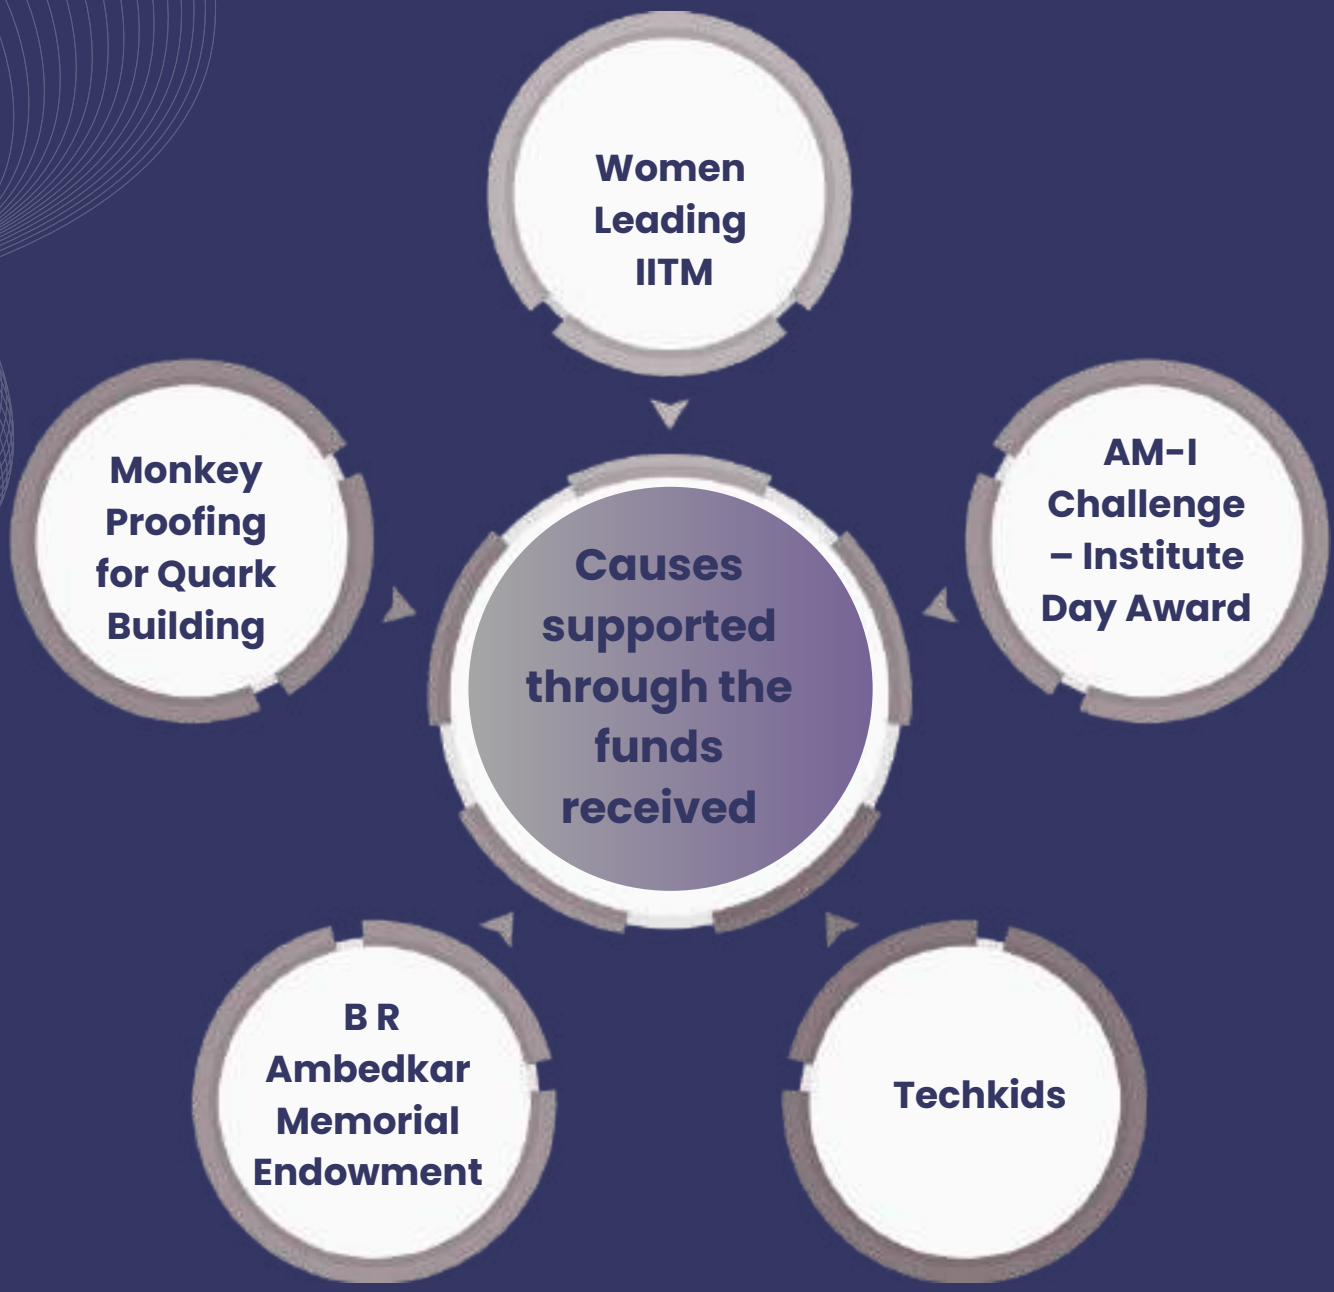 Women
Leading
IITM
Monkey
Proofing
for Quark
Building
AM-I
Challenge
– Institute
Day Award
Causes
supported
through the
funds
received
B R
Ambedkar
Memorial
Endowment
Techkids